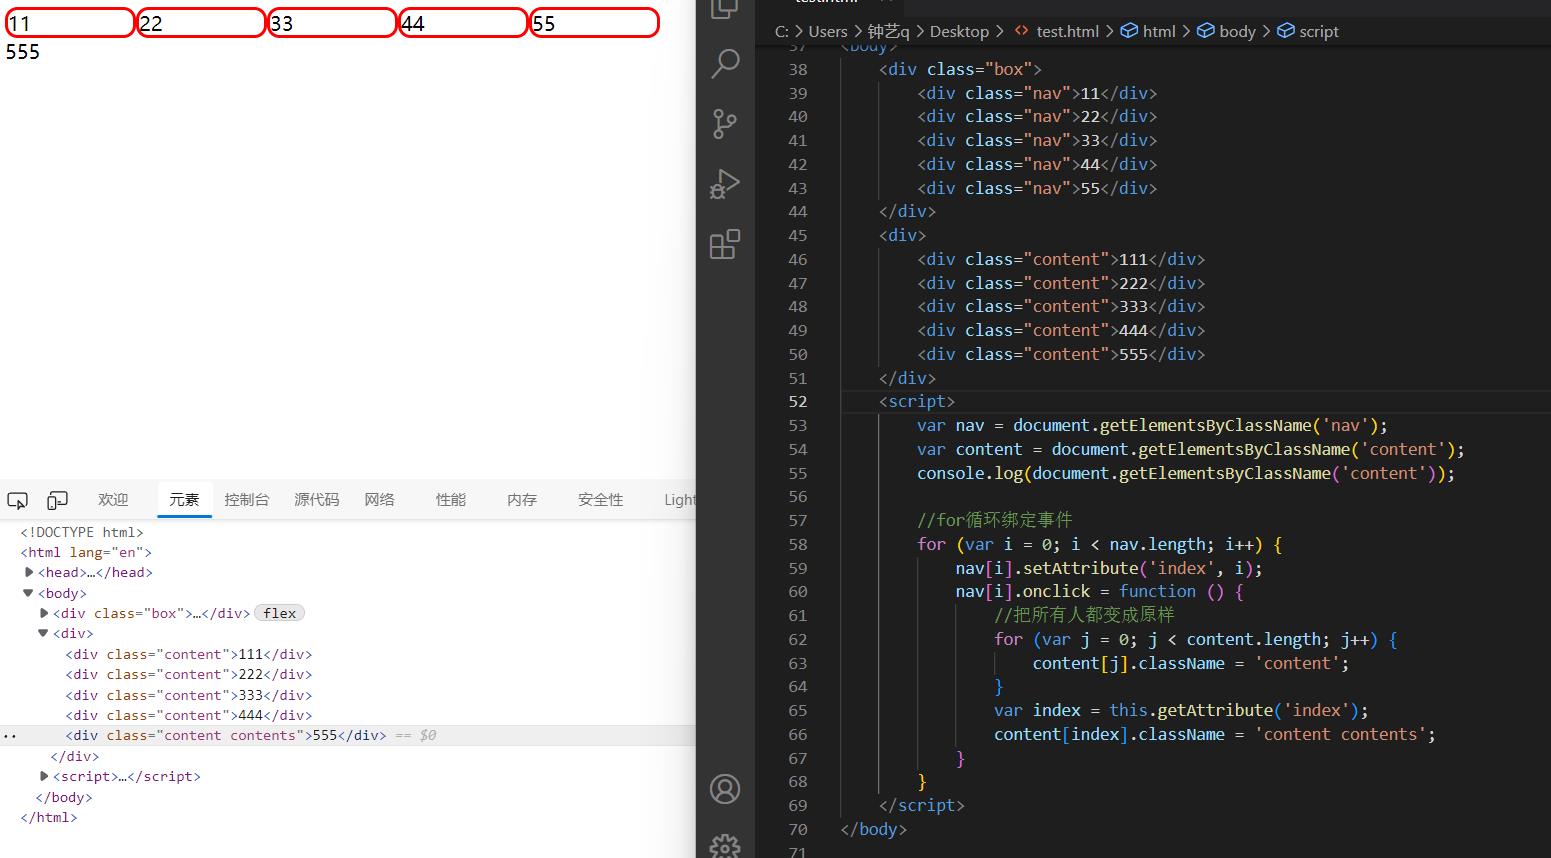 11 22 33 44 55
555
欢迎 元素 控制台 源代码 网络 性能 内存 安全性 Light
<!DOCTYPE html>
<html lang="en">
<head>…</head>
<body>
<div class="box">…</div> flex
<div>
<div class="content">111</div>
<div class="content">222</div>
<div class="content">333</div>
<div class="content">444</div>
<div class="content contents">555</div> == $0
</div>
<script>…</script>
</body>
</html>
test.html
C: > Users > 钟艺q > Desktop > <> test.html > html > body > script
37 <body>
38 <div class="box">
39 <div class="nav">11</div>
40 <div class="nav">22</div>
41 <div class="nav">33</div>
42 <div class="nav">44</div>
43 <div class="nav">55</div>
44 </div>
45 <div>
46 <div class="content">111</div>
47 <div class="content">222</div>
48 <div class="content">333</div>
49 <div class="content">444</div>
50 <div class="content">555</div>
51 </div>
52 <script>
53 var nav = document.getElementsByClassName('nav');
54 var content = document.getElementsByClassName('content');
55 console.log(document.getElementsByClassName('content'));
56
57 //for循环绑定事件
58 for (var i = 0; i < nav.length; i++) {
59 nav[i].setAttribute('index', i);
60 nav[i].onclick = function () {
61 //把所有人都变成原样
62 for (var j = 0; j < content.length; j++) {
63 content[j].className = 'content';
64 }
65 var index = this.getAttribute('index');
66 content[index].className = 'content contents';
67 }
68 }
69 </script>
70 </body>
71